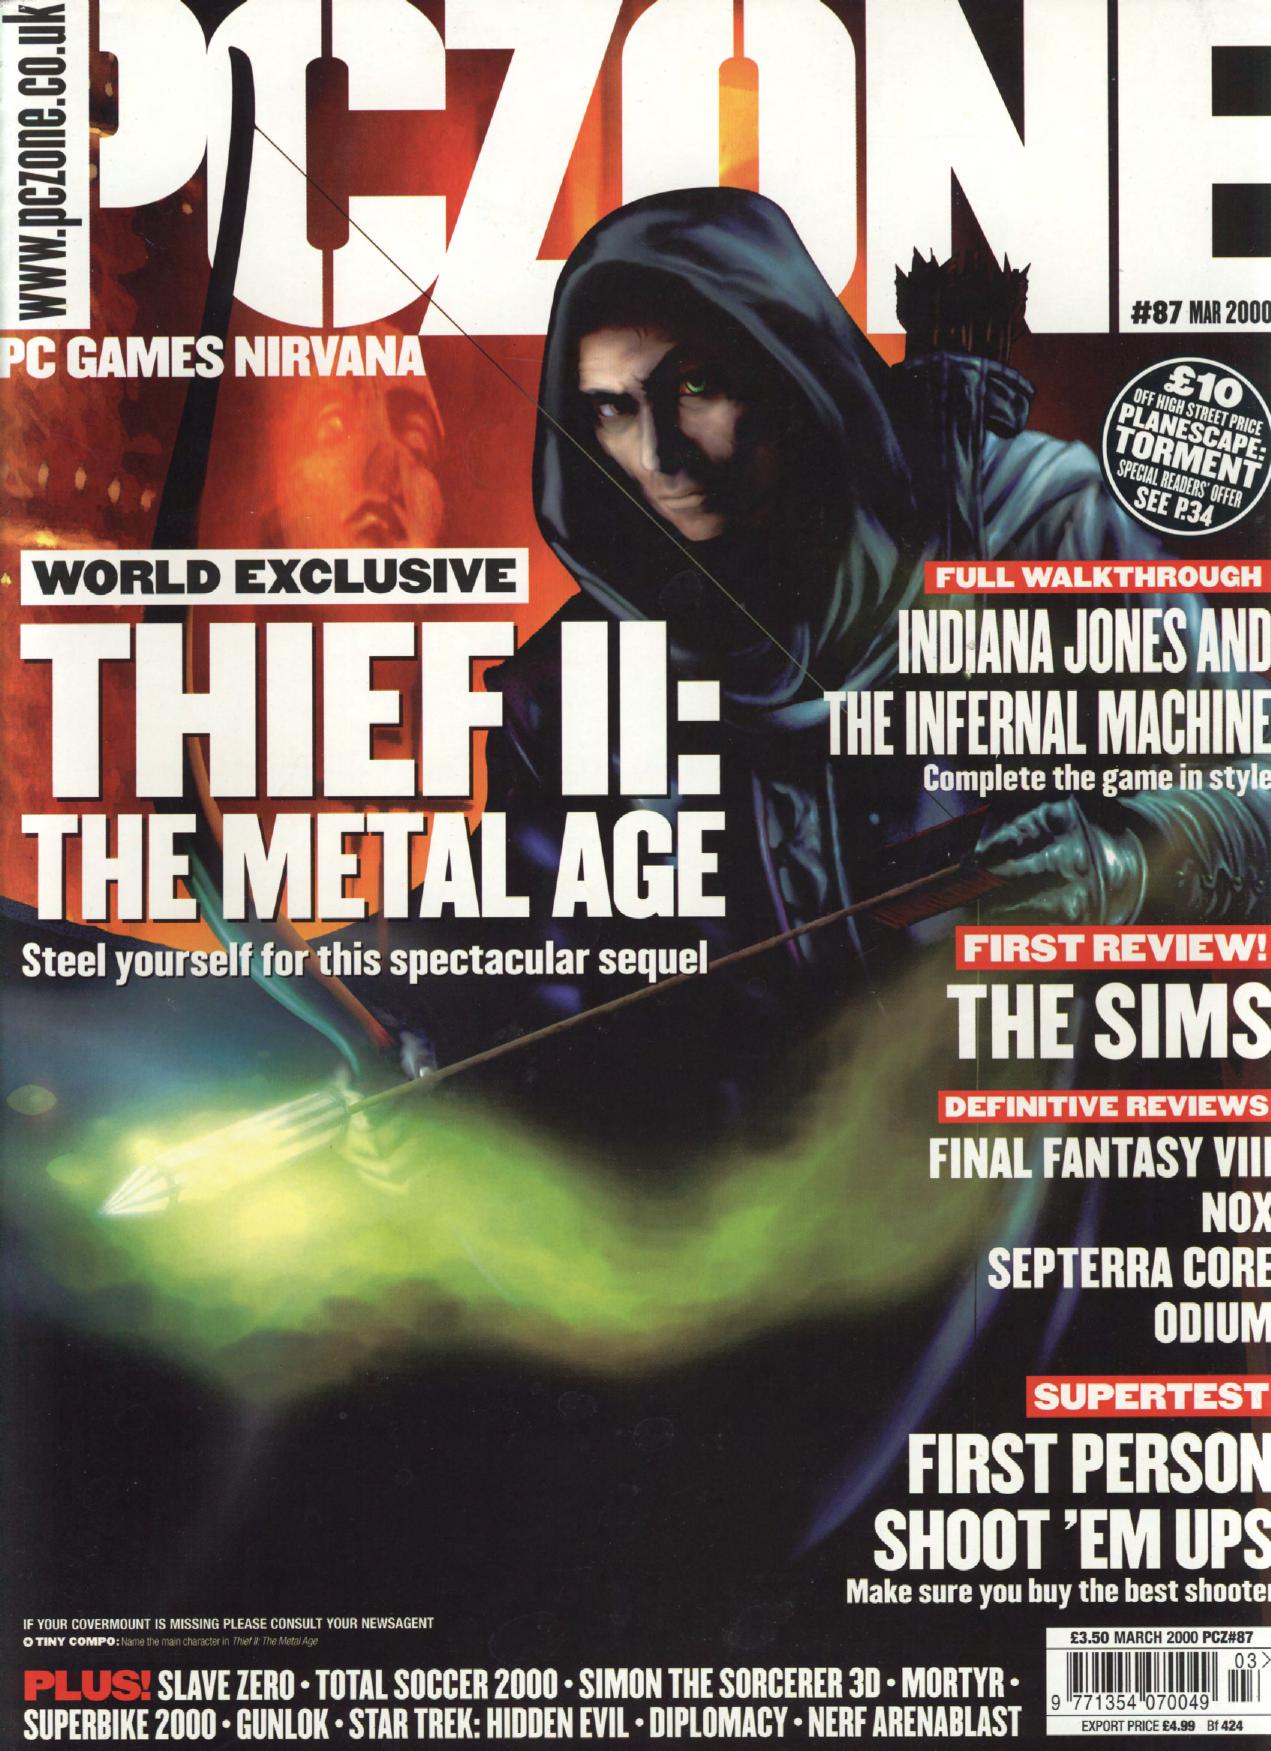 www.pczone.co.uk
PCZONE
#87 MAR 2000
PC GAMES NIRVANA
£10
OFF HIGH STREET PRICE
PLANESCAPE:
TORMENT
SPECIAL READERS' OFFER
SEE P.34
WORLD EXCLUSIVE
THIEF II:
THE METAL AGE
Steel yourself for this spectacular sequel
FULL WALKTHROUGH
INDIANA JONES AND
THE INFERNAL MACHINE
Complete the game in style
FIRST REVIEW!
THE SIMS
DEFINITIVE REVIEWS
FINAL FANTASY VIII
NOX
SEPTERRA CORE
ODIUM
SUPERTEST
FIRST PERSON
SHOOT 'EM UPS
Make sure you buy the best shooter
IF YOUR COVERMOUNT IS MISSING PLEASE CONSULT YOUR NEWSAGENT
✪ TINY COMPO: Name the main character in Thief II: The Metal Age
PLUS! SLAVE ZERO • TOTAL SOCCER 2000 • SIMON THE SORCERER 3D • MORTYR •
SUPERBIKE 2000 • GUNLOK • STAR TREK: HIDDEN EVIL • DIPLOMACY • NERF ARENABLAST
£3.50 MARCH 2000 PCZ#87
03>
9 771354 070049
EXPORT PRICE £4.99 Bf 424